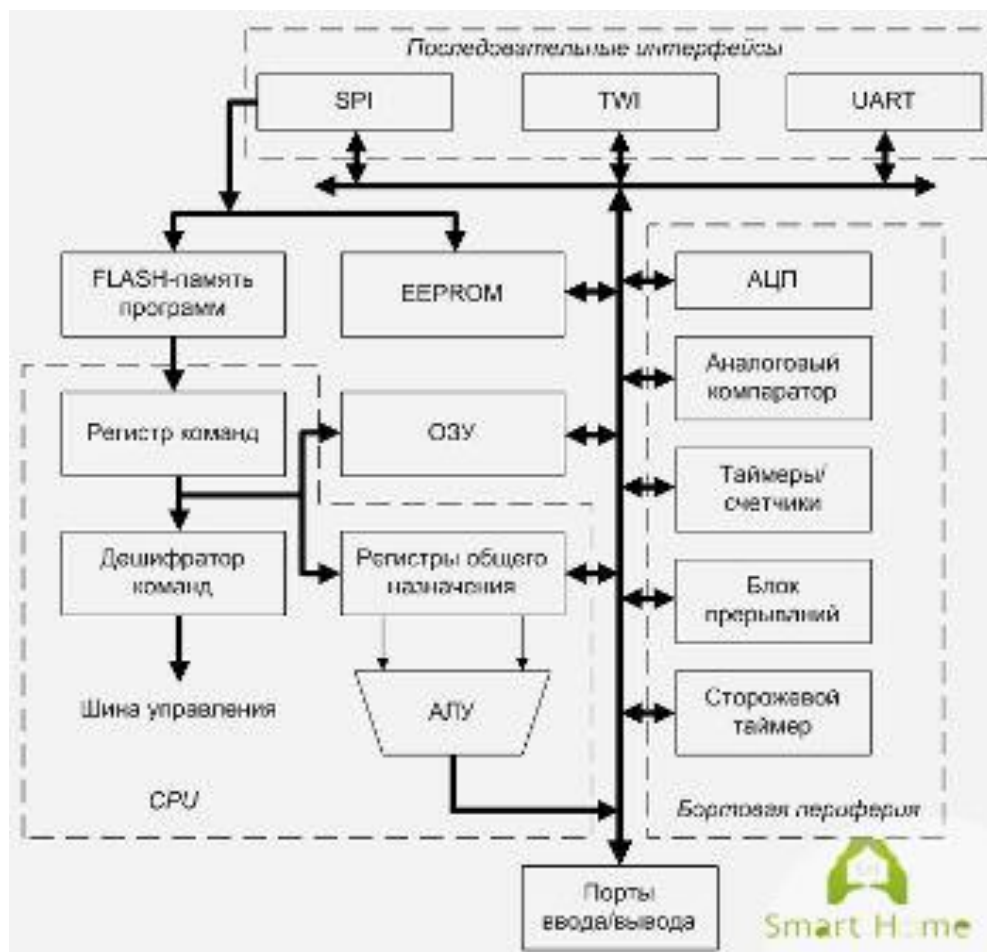 Последовательные интерфейсы
SPI
TWI
UART
FLASH-память
программ
EEPROM
АЦП
Аналоговый
компаратор
Регистр команд
ОЗУ
Таймеры/
счетчики
Дешифратор
команд
Регистры общего
назначения
Блок
прерываний
Шина управления
АЛУ
Сторожевой
таймер
CPU
Бортовая периферия
Порты
ввода/вывода
Smart Home